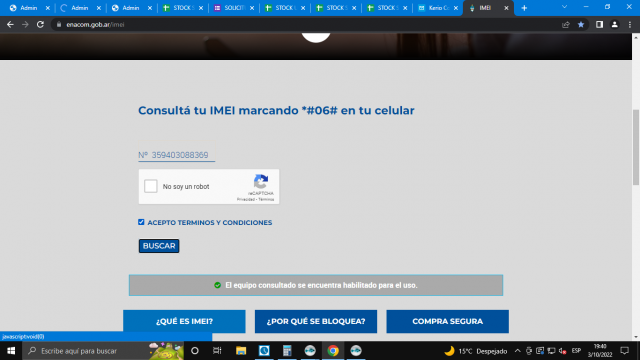 Admin
Admin
Admin
STOCK S
SOLICIT
STOCK S
STOCK S
STOCK S
Kerio Co
IMEI
enacom.gob.ar/imei
Consultá tu IMEI marcando *#06# en tu celular
Nº 359403088369
No soy un robot
reCAPTCHA
Privacidad - Términos
ACEPTO TERMINOS Y CONDICIONES
BUSCAR
El equipo consultado se encuentra habilitado para el uso.
¿QUÉ ES IMEI?
¿POR QUÉ SE BLOQUEA?
COMPRA SEGURA
javascript:void(0)
Escribe aquí para buscar
15°C Despejado
ESP
19:40
3/10/2022